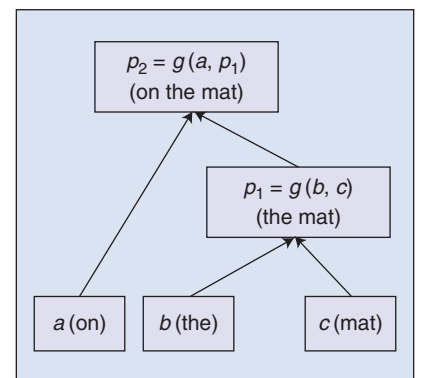 p₂ = g(a, p₁)
(on the mat)
p₁ = g(b, c)
(the mat)
a (on)
b (the)
c (mat)